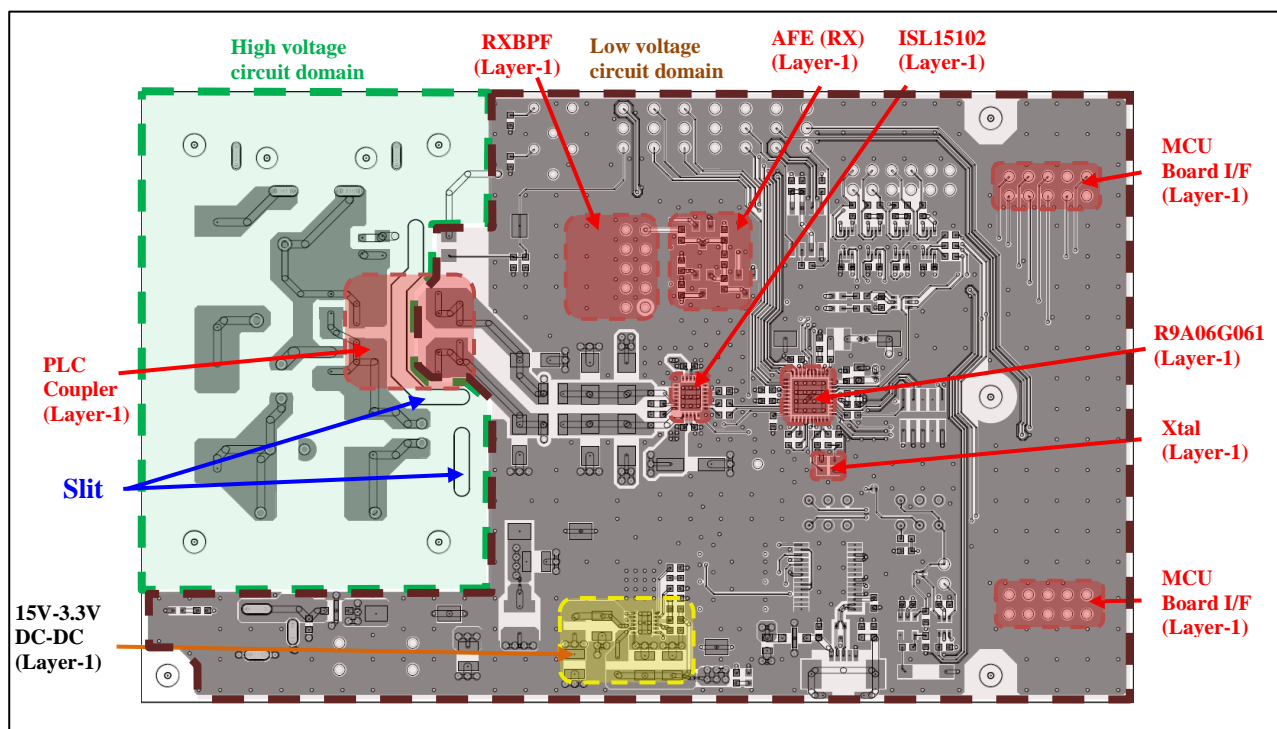 High voltage
circuit domain
RXBPF
(Layer-1)
Low voltage
circuit domain
AFE (RX)
(Layer-1)
ISL15102
(Layer-1)
MCU
Board I/F
(Layer-1)
R9A06G061
(Layer-1)
PLC
Coupler
(Layer-1)
Xtal
(Layer-1)
Slit
MCU
Board I/F
(Layer-1)
15V-3.3V
DC-DC
(Layer-1)